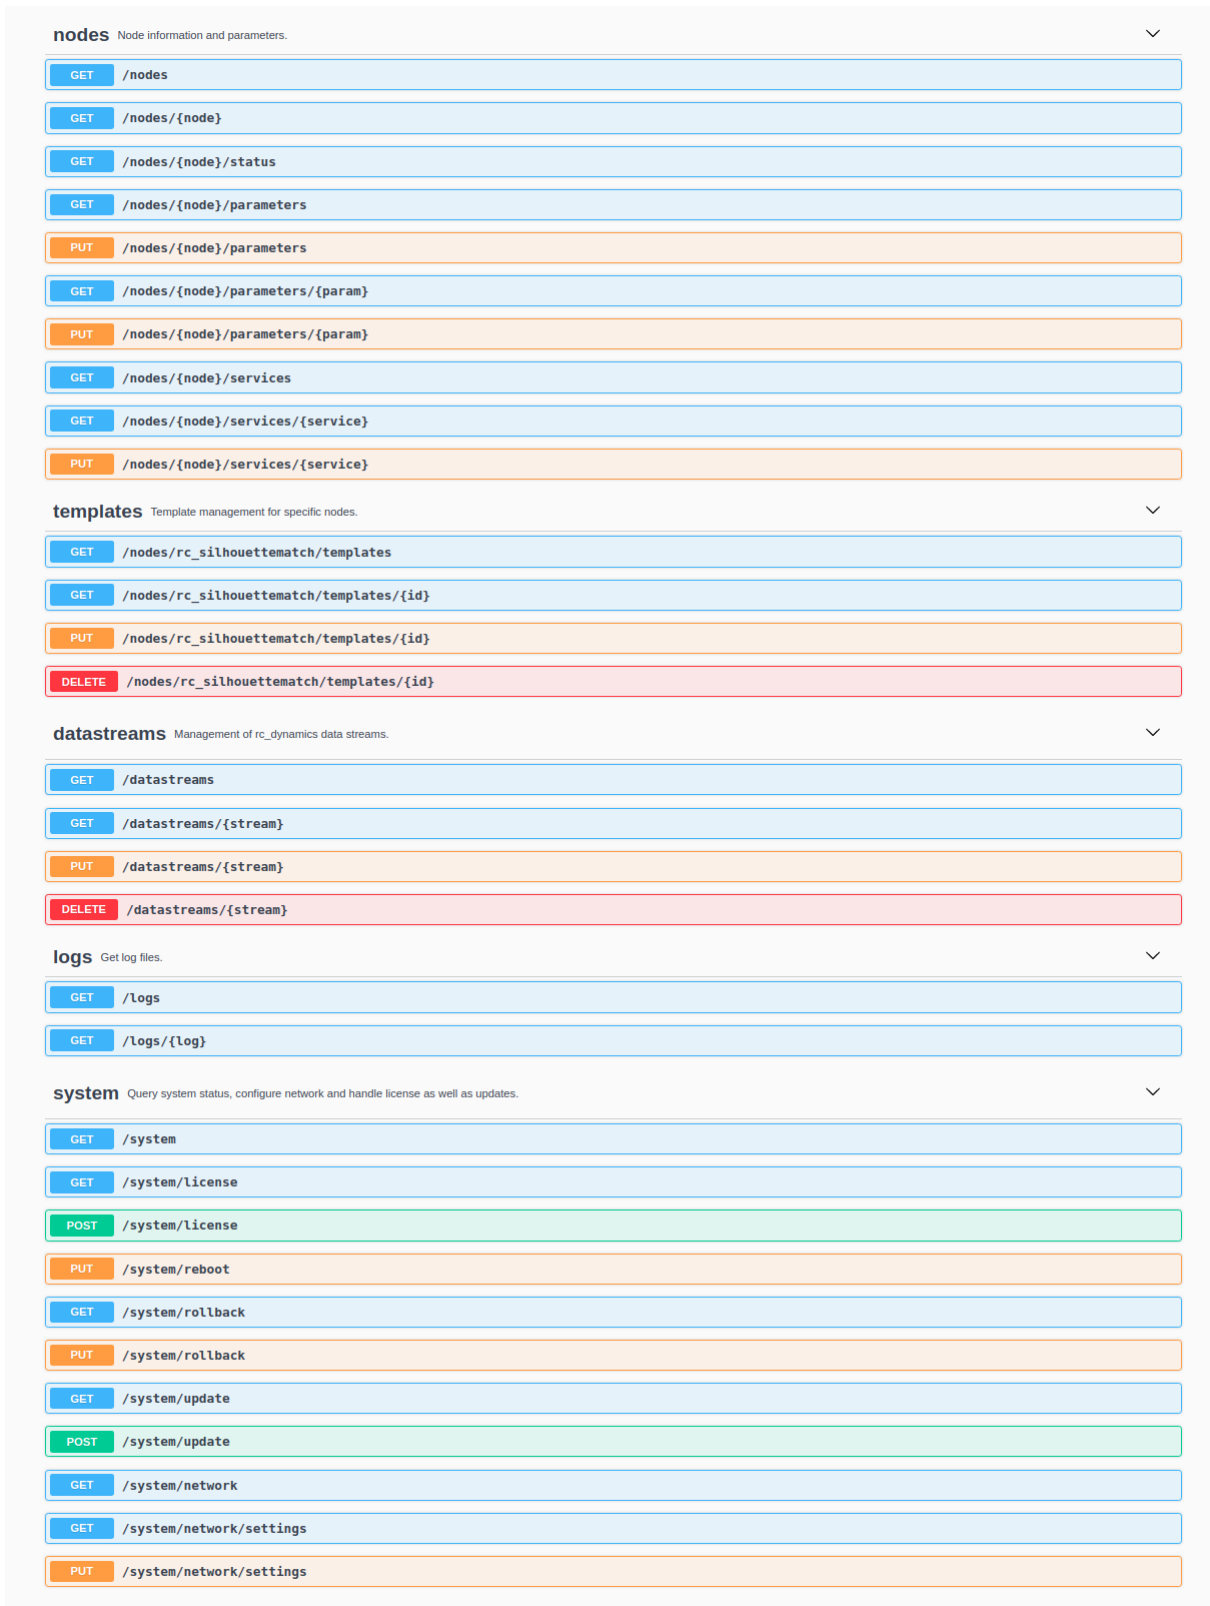 nodes Node information and parameters.
GET /nodes
GET /nodes/{node}
GET /nodes/{node}/status
GET /nodes/{node}/parameters
PUT /nodes/{node}/parameters
GET /nodes/{node}/parameters/{param}
PUT /nodes/{node}/parameters/{param}
GET /nodes/{node}/services
GET /nodes/{node}/services/{service}
PUT /nodes/{node}/services/{service}
templates Template management for specific nodes.
GET /nodes/rc_silhouettematch/templates
GET /nodes/rc_silhouettematch/templates/{id}
PUT /nodes/rc_silhouettematch/templates/{id}
DELETE /nodes/rc_silhouettematch/templates/{id}
datastreams Management of rc_dynamics data streams.
GET /datastreams
GET /datastreams/{stream}
PUT /datastreams/{stream}
DELETE /datastreams/{stream}
logs Get log files.
GET /logs
GET /logs/{log}
system Query system status, configure network and handle license as well as updates.
GET /system
GET /system/license
POST /system/license
PUT /system/reboot
GET /system/rollback
PUT /system/rollback
GET /system/update
POST /system/update
GET /system/network
GET /system/network/settings
PUT /system/network/settings